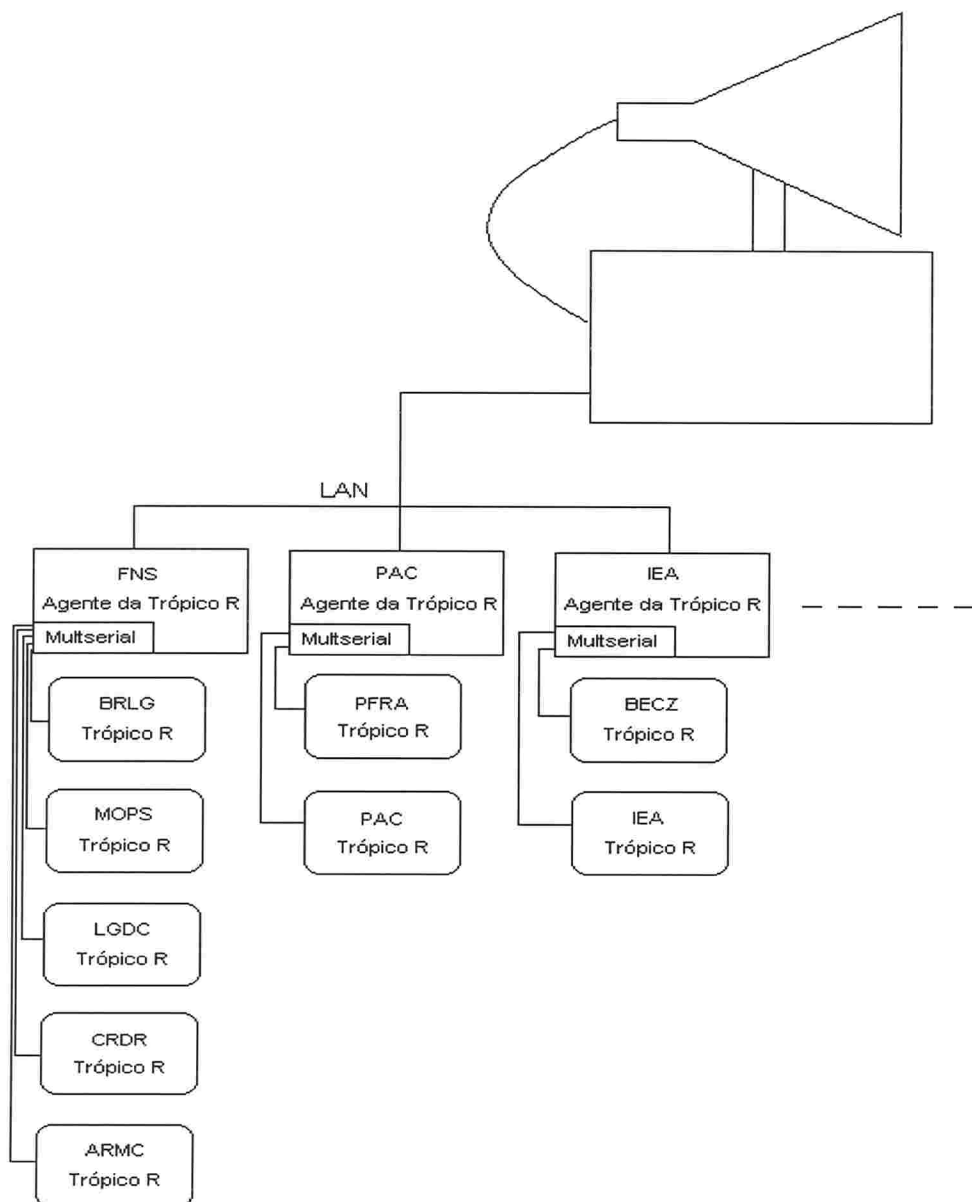 LAN
FNS
Agente da Trópico R
Multserial
BRLG
Trópico R
MOPS
Trópico R
LGDC
Trópico R
CRDR
Trópico R
ARMC
Trópico R
PAC
Agente da Trópico R
Multserial
PFRA
Trópico R
PAC
Trópico R
IEA
Agente da Trópico R
Multserial
BECZ
Trópico R
IEA
Trópico R